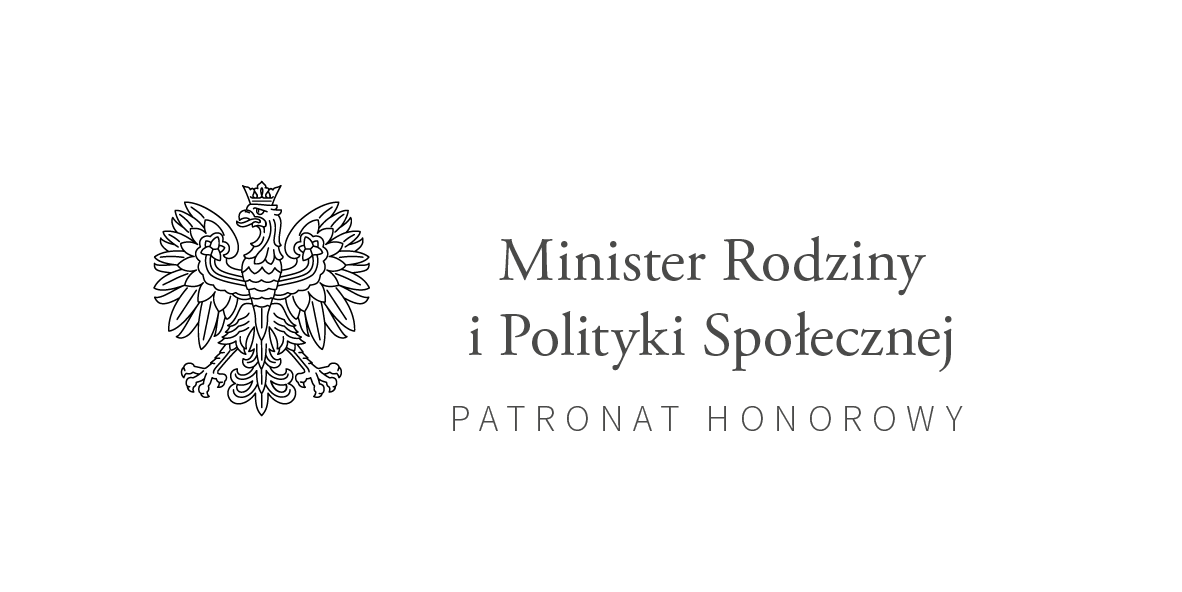 Minister Rodziny
i Polityki Społecznej
PATRONAT HONOROWY